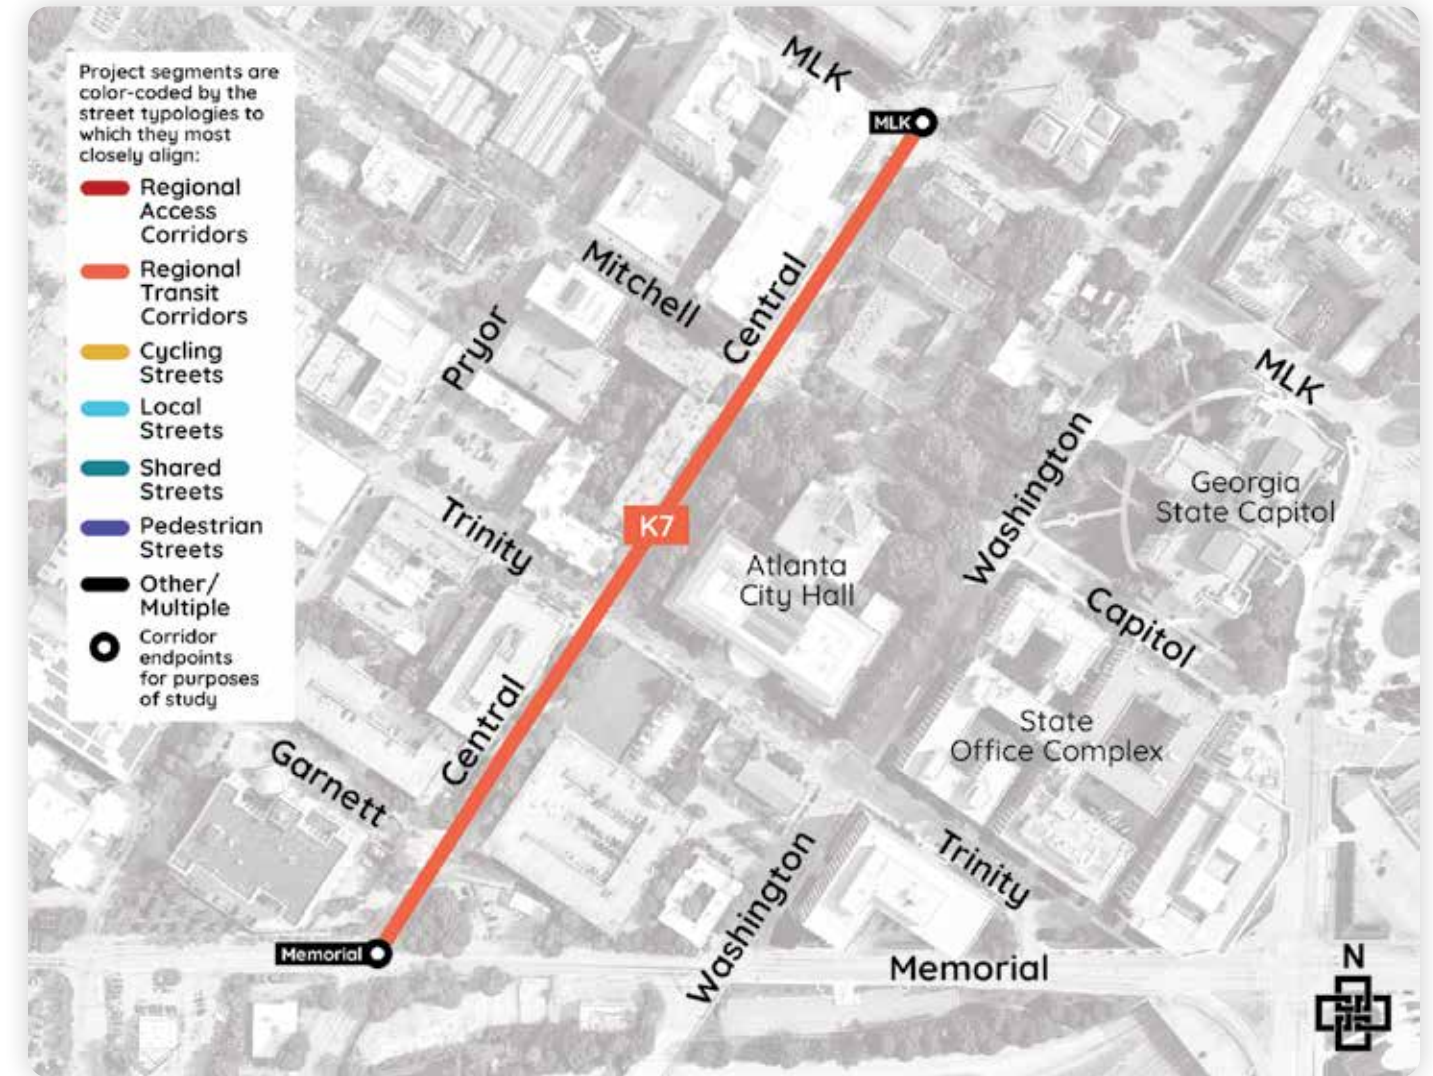 Project segments are
color-coded by the
street typologies to
which they most
closely align:
Regional
Access
Corridors
Regional
Transit
Corridors
Cycling
Streets
Local
Streets
Shared
Streets
Pedestrian
Streets
Other/
Multiple
Corridor
endpoints
for purposes
of study
MLK
MLK
Mitchell
Central
Pryor
MLK
Washington
Georgia
State Capitol
Trinity
K7
Atlanta
City Hall
Capitol
Central
State
Office Complex
Garnett
Washington
Trinity
Memorial
Memorial
N